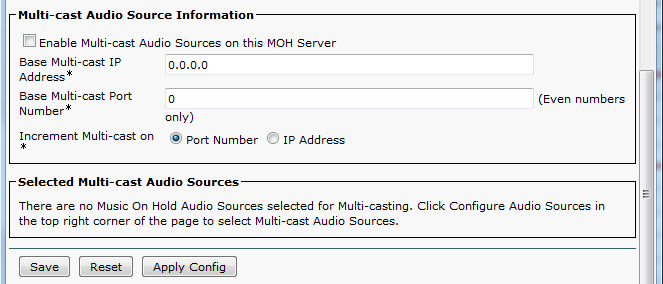 Multi-cast Audio Source Information
Enable Multi-cast Audio Sources on this MOH Server
Base Multi-cast IP
Address*
0.0.0.0
Base Multi-cast Port
Number*
0
(Even numbers
only)
Increment Multi-cast on
*
Port Number
IP Address
Selected Multi-cast Audio Sources
There are no Music On Hold Audio Sources selected for Multi-casting. Click Configure Audio Sources in
the top right corner of the page to select Multi-cast Audio Sources.
Save
Reset
Apply Config